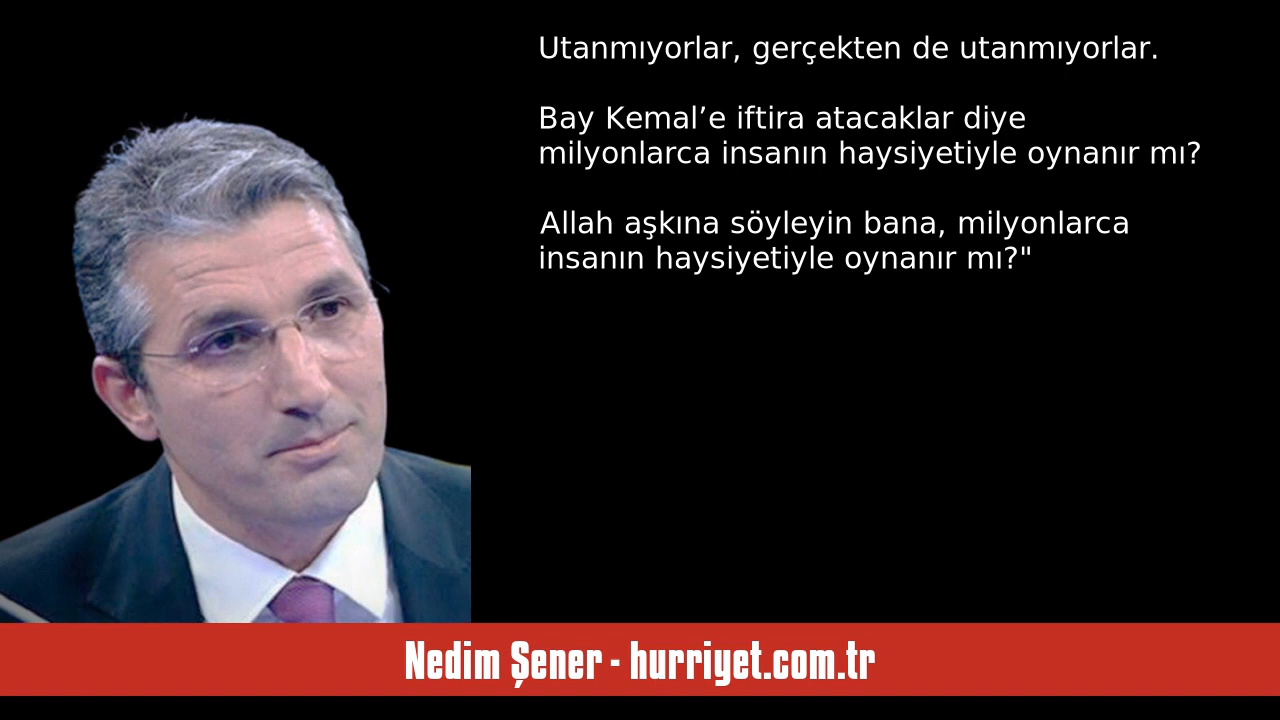 Utanmıyorlar, gerçekten de utanmıyorlar.
Bay Kemal’e iftira atacaklar diye
milyonlarca insanın haysiyetiyle oynanır mı?
Allah aşkına söyleyin bana, milyonlarca
insanın haysiyetiyle oynanır mı?"
Nedim Şener - hurriyet.com.tr